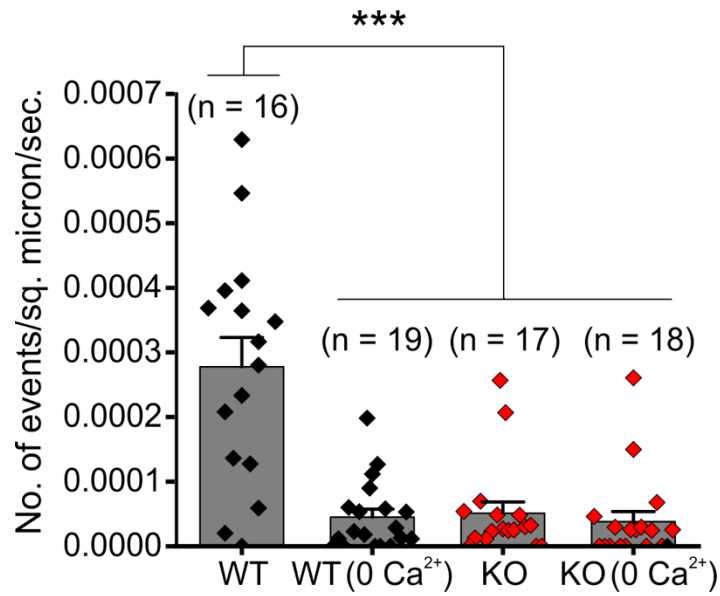 ***
No. of events/sq. micron/sec.
0.0007
0.0006
0.0005
0.0004
0.0003
0.0002
0.0001
0.0000
(n = 16)
(n = 19) (n = 17) (n = 18)
WT WT (0 Ca²⁺) KO KO (0 Ca²⁺)